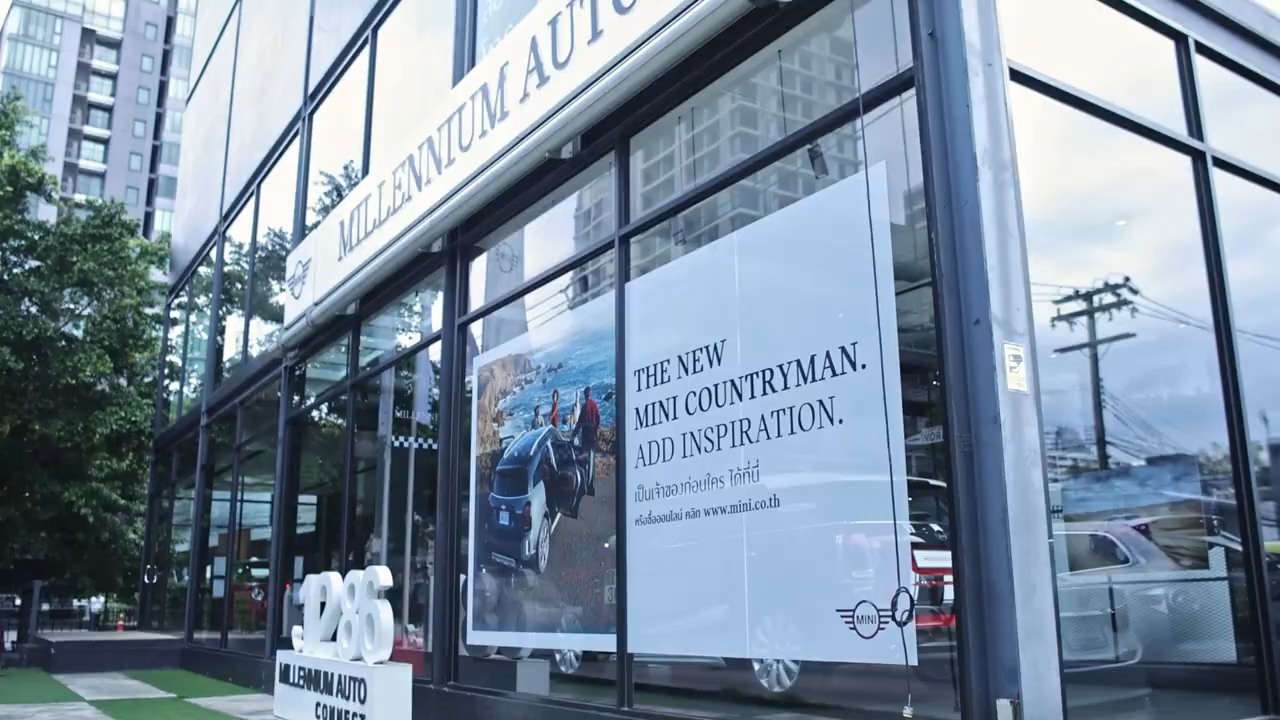 MILLENNIUM AUTO
THE NEW
MINI COUNTRYMAN.
ADD INSPIRATION.
เป็นเจ้าของก่อนใคร ได้ที่นี่
หรือซื้อออนไลน์ คลิก www.mini.co.th
MINI
1286
MILLENNIUM AUTO
CONNECT